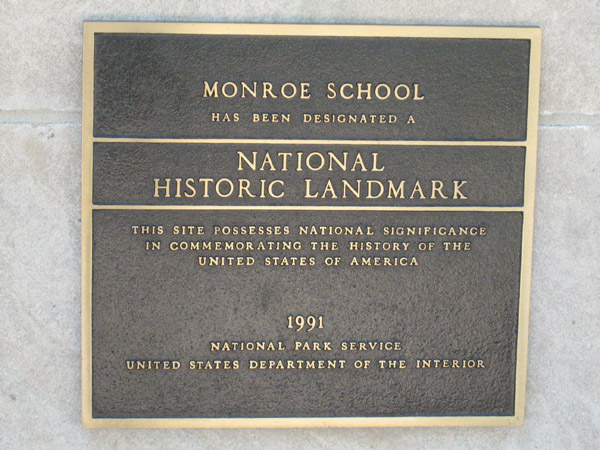 MONROE SCHOOL
HAS BEEN DESIGNATED A
NATIONAL
HISTORIC LANDMARK
THIS SITE POSSESSES NATIONAL SIGNIFICANCE
IN COMMEMORATING THE HISTORY OF THE
UNITED STATES OF AMERICA
1991
NATIONAL PARK SERVICE
UNITED STATES DEPARTMENT OF THE INTERIOR